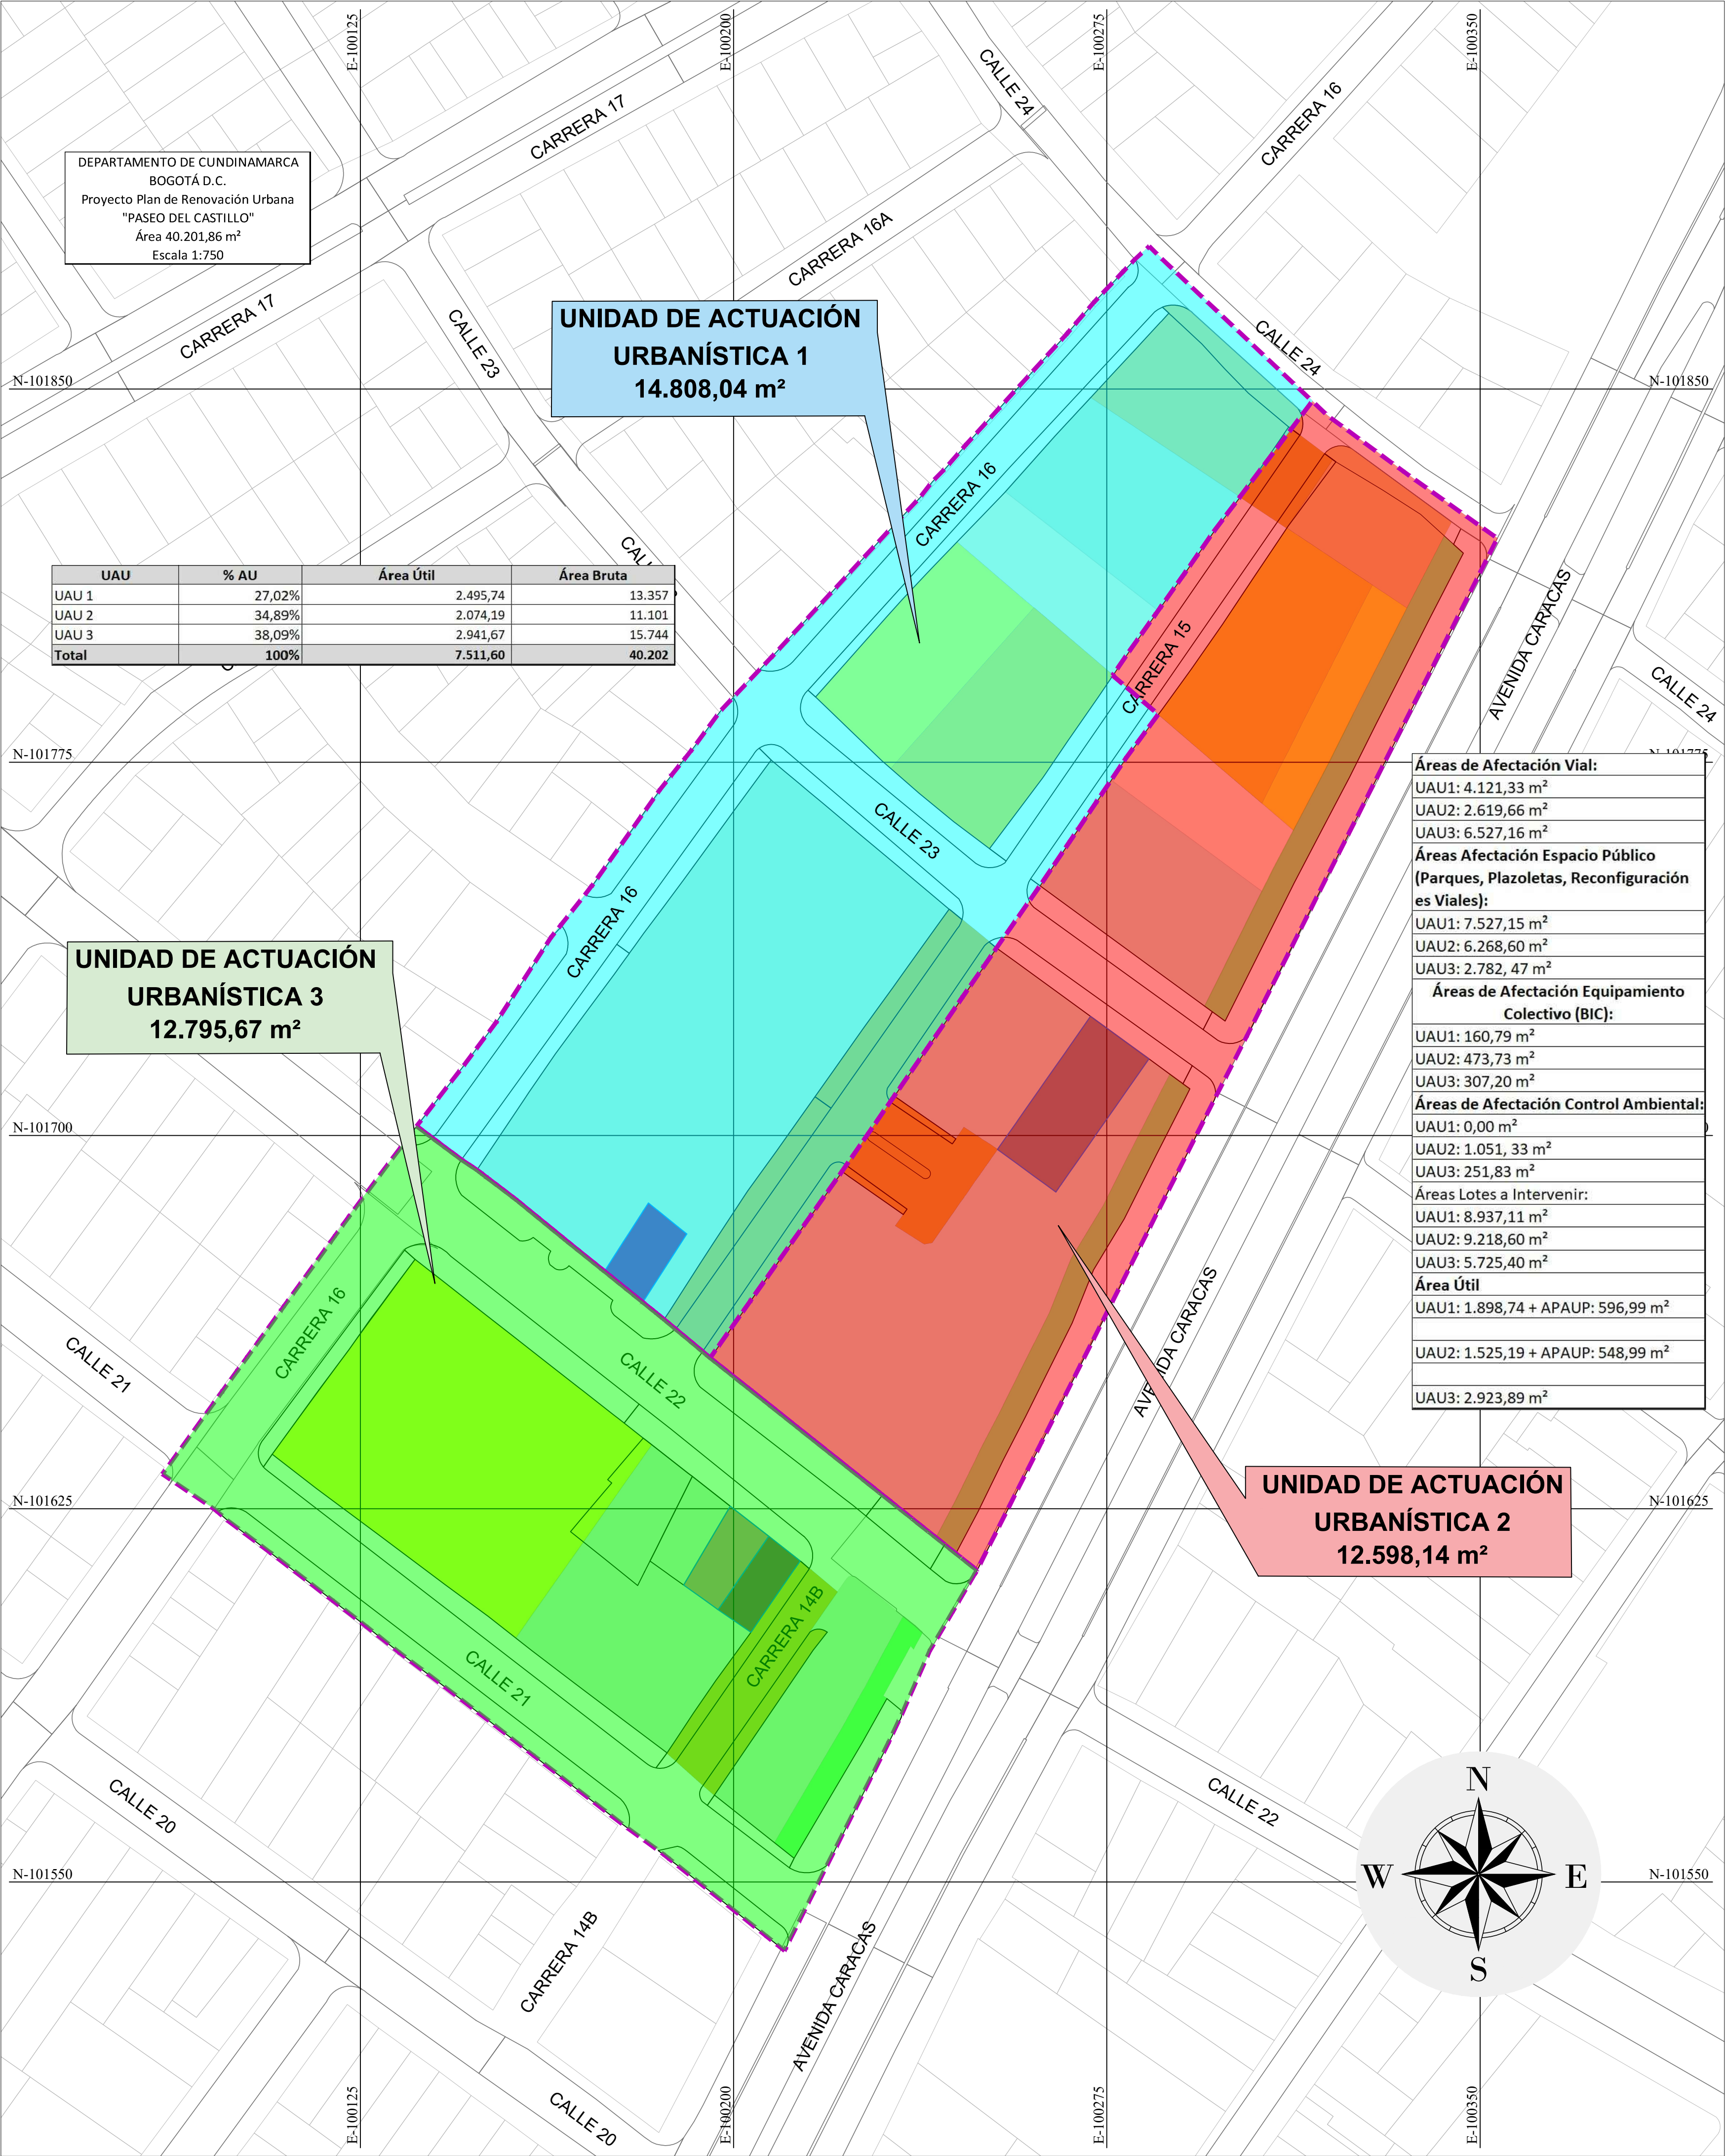 E-100125
E-100200
E-100275
E-100350
CALLE 24
CARRERA 16
CARRERA 17
DEPARTAMENTO DE CUNDINAMARCA
BOGOTÁ D.C.
Proyecto Plan de Renovación Urbana
"PASEO DEL CASTILLO"
Área 40.201,86 m²
Escala 1:750
CARRERA 16A
CARRERA 17
CALLE 23
UNIDAD DE ACTUACIÓN
URBANÍSTICA 1
14.808,04 m²
CALLE 24
N-101850
N-101850
CARRERA 16
UAU % AU Área Útil Área Bruta
UAU 1 27,02% 2.495,74 13.357
UAU 2 34,89% 2.074,19 11.101
UAU 3 38,09% 2.941,67 15.744
Total 100% 7.511,60 40.202
CARRERA 15
AVENIDA CARACAS
CALLE 24
N-101775
N-101775
CALLE 23
CARRERA 16
Áreas de Afectación Vial:
UAU1: 4.121,33 m²
UAU2: 2.619,66 m²
UAU3: 6.527,16 m²
Áreas Afectación Espacio Público
(Parques, Plazoletas, Reconfiguración
es Viales):
UAU1: 7.527,15 m²
UAU2: 6.268,60 m²
UAU3: 2.782, 47 m²
Áreas de Afectación Equipamiento
Colectivo (BIC):
UAU1: 160,79 m²
UAU2: 473,73 m²
UAU3: 307,20 m²
Áreas de Afectación Control Ambiental:
UAU1: 0,00 m²
UAU2: 1.051, 33 m²
UAU3: 251,83 m²
Áreas Lotes a Intervenir:
UAU1: 8.937,11 m²
UAU2: 9.218,60 m²
UAU3: 5.725,40 m²
Área Útil
UAU1: 1.898,74 + APAUP: 596,99 m²
UAU2: 1.525,19 + APAUP: 548,99 m²
UAU3: 2.923,89 m²
UNIDAD DE ACTUACIÓN
URBANÍSTICA 3
12.795,67 m²
N-101700
CARRERA 16
CALLE 21
CALLE 22
AVENIDA CARACAS
UNIDAD DE ACTUACIÓN
URBANÍSTICA 2
12.598,14 m²
N-101625
N-101625
CARRERA 14B
CALLE 21
CALLE 20
CALLE 22
N
W
E
S
N-101550
N-101550
CARRERA 14B
AVENIDA CARACAS
CALLE 20
E-100125
E-100200
E-100275
E-100350